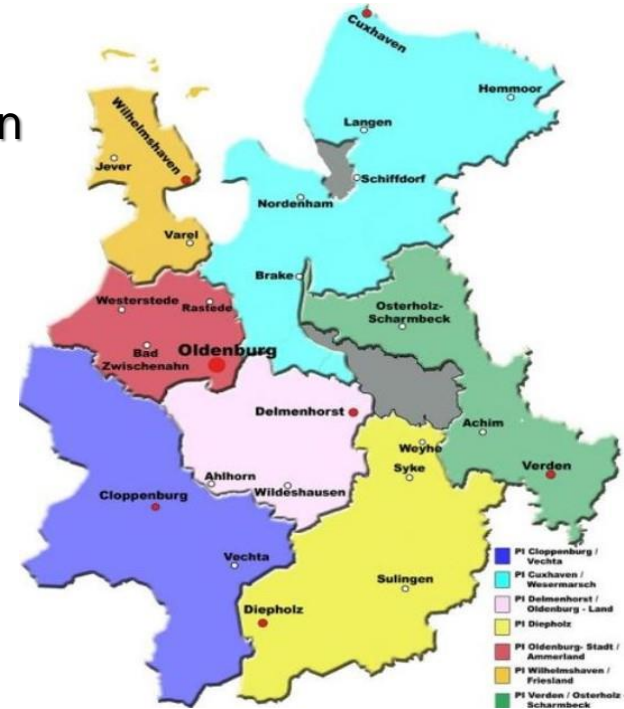 n
Cuxhaven
Hemmoor
Langen
Wilhelmshaven
Jever
Schiffdorf
Nordenham
Varel
Brake
Westerstede
Rastede
Osterholz-
Scharmbeck
Bad
Zwischenahn
Oldenburg
Delmenhorst
Achim
Weyhe
Syke
Verden
Ahlhorn
Wildeshausen
Cloppenburg
Vechta
Sulingen
Diepholz
PI Cloppenburg /
Vechta
PI Cuxhaven /
Wesermarsch
PI Delmenhorst /
Oldenburg - Land
PI Diepholz
PI Oldenburg- Stadt /
Ammerland
PI Wilhelmshaven /
Friesland
PI Verden / Osterholz
Scharmbeck